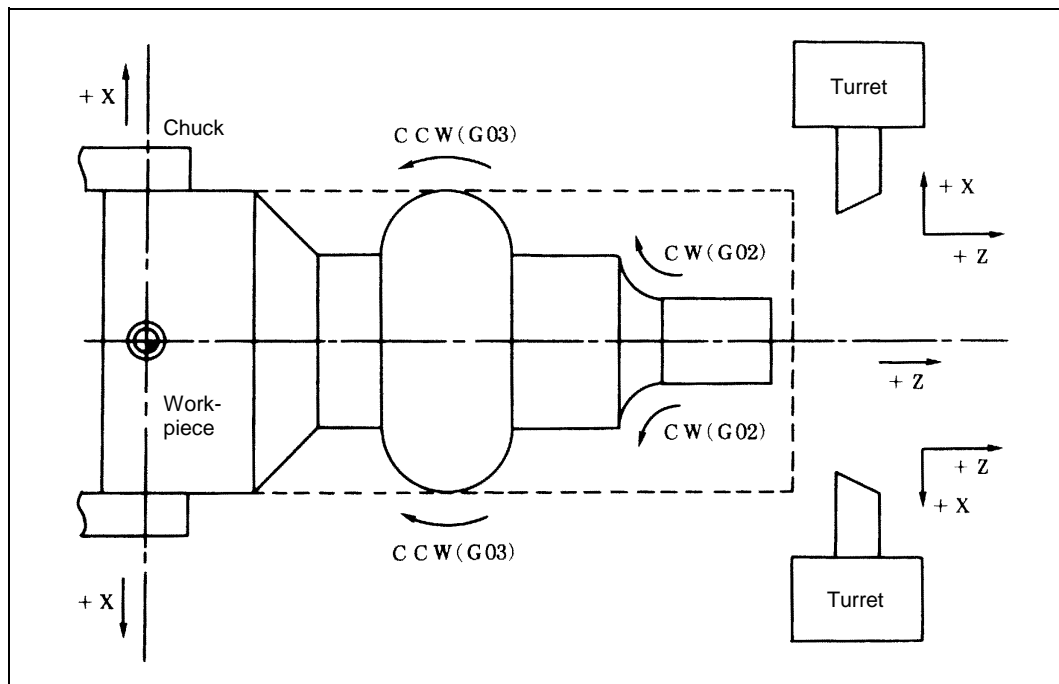 Turret
+ X
Chuck
C C W (G03)
+ X
+ Z
C W (G02)
+ Z
Work-
piece
C W (G02)
+ Z
+ X
C C W (G03)
+ X
Turret